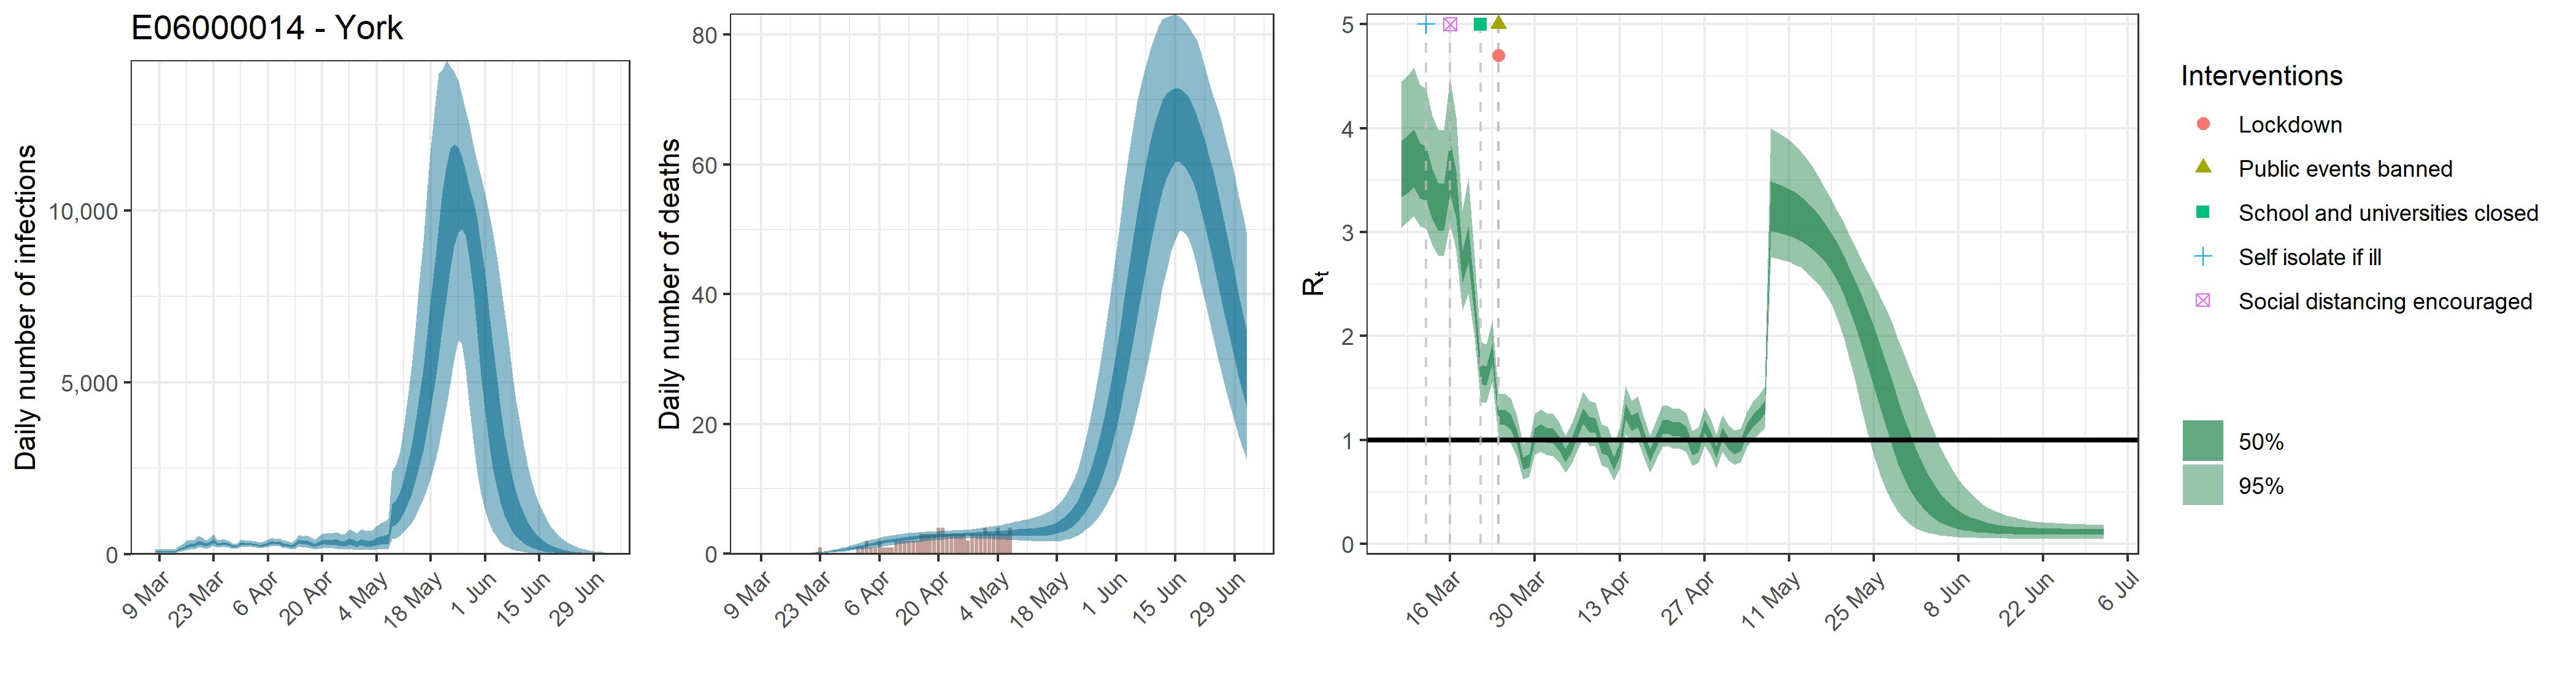 E06000014 - York
Daily number of infections
10,000
5,000
0
9 Mar
23 Mar
6 Apr
20 Apr
4 May
18 May
1 Jun
15 Jun
29 Jun
Daily number of deaths
80
60
40
20
0
9 Mar
23 Mar
6 Apr
20 Apr
4 May
18 May
1 Jun
15 Jun
29 Jun
Rt
5
4
3
2
1
0
16 Mar
30 Mar
13 Apr
27 Apr
11 May
25 May
8 Jun
22 Jun
6 Jul
Interventions
Lockdown
Public events banned
School and universities closed
Self isolate if ill
Social distancing encouraged
50%
95%